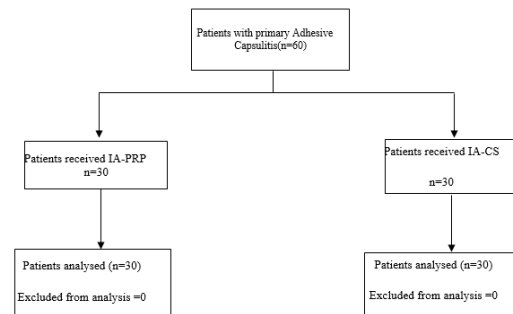 Patients with primary Adhesive
Capsulitis(n=60)
Patients received IA-PRP
n=30
Patients received IA-CS
n=30
Patients analysed (n=30)
Excluded from analysis =0
Patients analysed (n=30)
Excluded from analysis =0